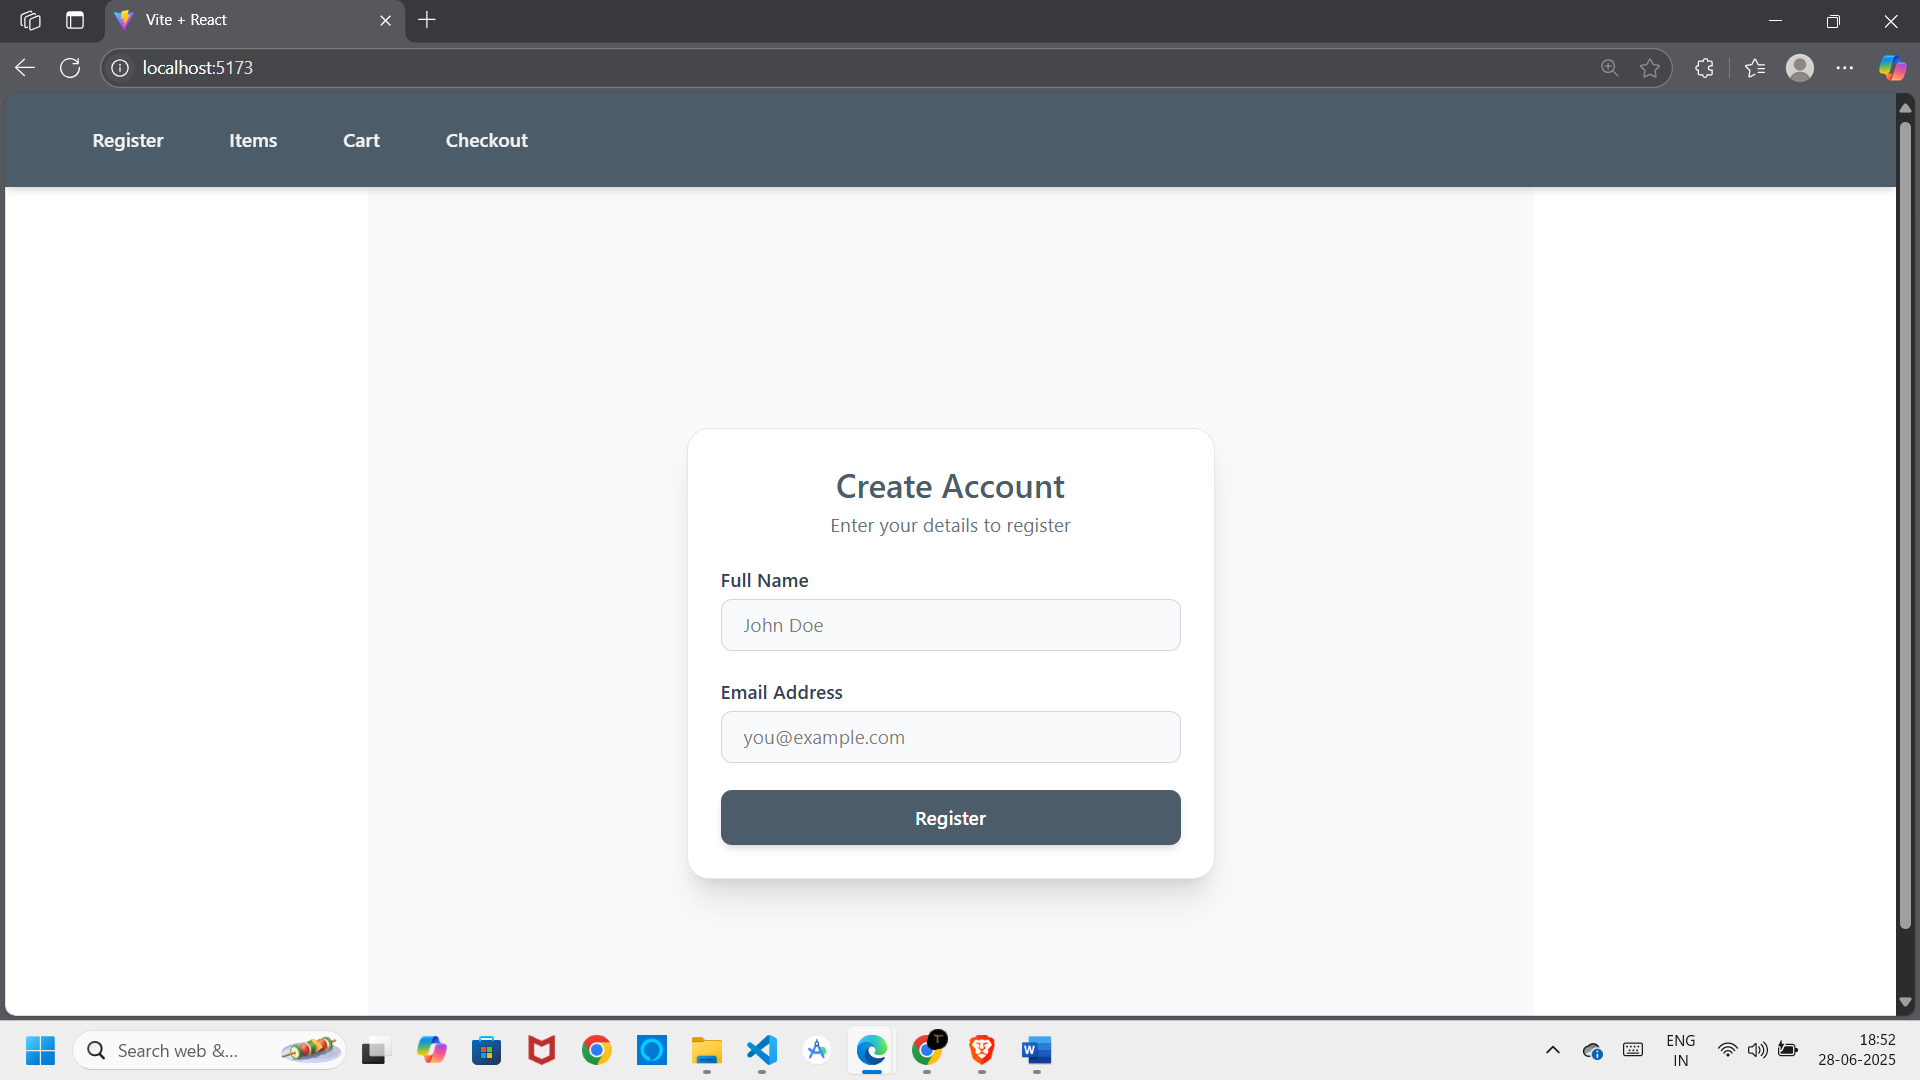 Vite + React
localhost:5173
Register Items Cart Checkout
Create Account
Enter your details to register
Full Name
John Doe
Email Address
you@example.com
Register
Search web &...
T
W
ENG
IN
18:52
28-06-2025